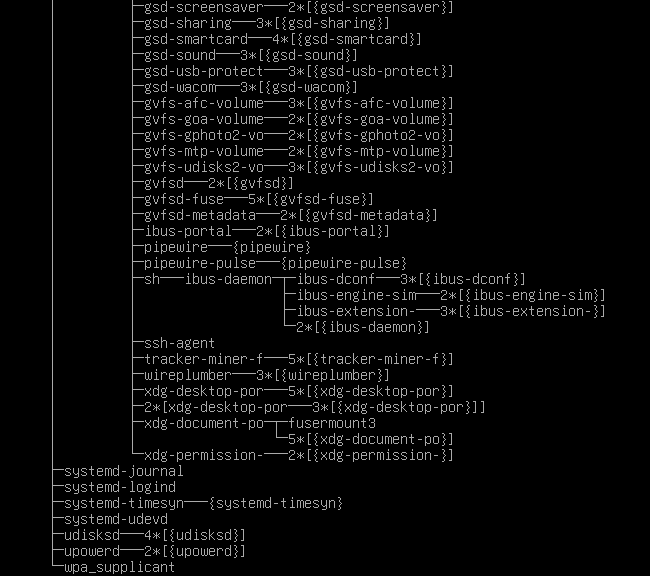 ├─gsd-screensaver───2*[{gsd-screensaver}]
├─gsd-sharing───3*[{gsd-sharing}]
├─gsd-smartcard───4*[{gsd-smartcard}]
├─gsd-sound───3*[{gsd-sound}]
├─gsd-usb-protect───3*[{gsd-usb-protect}]
├─gsd-wacom───3*[{gsd-wacom}]
├─gvfs-afc-volume───3*[{gvfs-afc-volume}]
├─gvfs-goa-volume───2*[{gvfs-goa-volume}]
├─gvfs-gphoto2-vo───2*[{gvfs-gphoto2-vo}]
├─gvfs-mtp-volume───2*[{gvfs-mtp-volume}]
├─gvfs-udisks2-vo───3*[{gvfs-udisks2-vo}]
├─gvfsd───2*[{gvfsd}]
├─gvfsd-fuse───5*[{gvfsd-fuse}]
├─gvfsd-metadata───2*[{gvfsd-metadata}]
├─ibus-portal───2*[{ibus-portal}]
├─pipewire───{pipewire}
├─pipewire-pulse───{pipewire-pulse}
├─sh───ibus-daemon─┬─ibus-dconf───3*[{ibus-dconf}]
├─ibus-engine-sim───2*[{ibus-engine-sim}]
├─ibus-extension-───3*[{ibus-extension-}]
└─2*[{ibus-daemon}]
├─ssh-agent
├─tracker-miner-f───5*[{tracker-miner-f}]
├─wireplumber───3*[{wireplumber}]
├─xdg-desktop-por───5*[{xdg-desktop-por}]
├─2*[xdg-desktop-por───3*[{xdg-desktop-por}]]
├─xdg-document-po─┬─fusermount3
└─5*[{xdg-document-po}]
└─xdg-permission-───2*[{xdg-permission-}]
├─systemd-journal
├─systemd-logind
├─systemd-timesyn───{systemd-timesyn}
├─systemd-udevd
├─udisksd───4*[{udisksd}]
├─upowerd───2*[{upowerd}]
└─wpa_supplicant